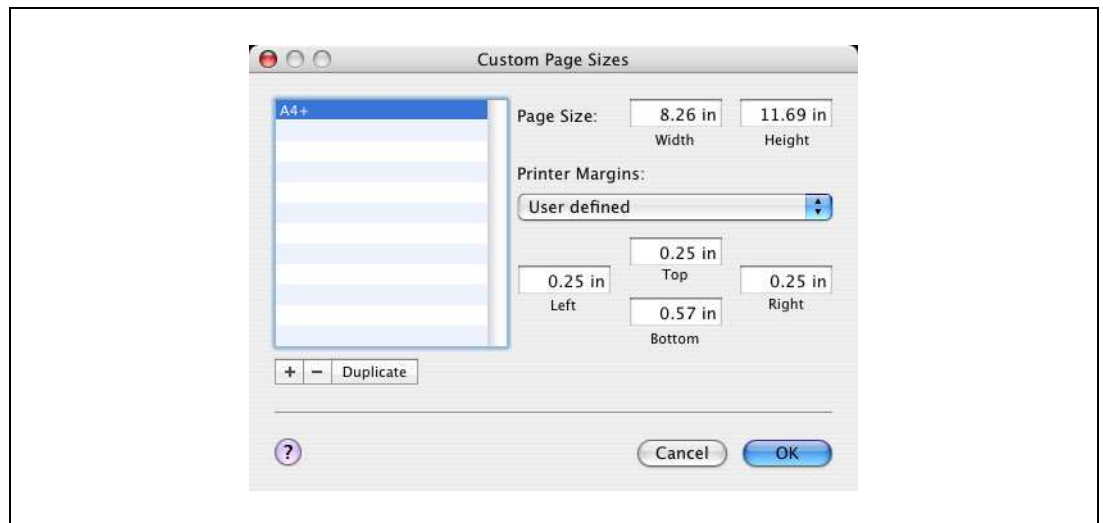 Custom Page Sizes
A4+
Page Size: 8.26 in 11.69 in
Width Height
Printer Margins:
User defined
0.25 in
Top
0.25 in 0.25 in
Left Right
0.57 in
Bottom
+ − Duplicate
? Cancel OK